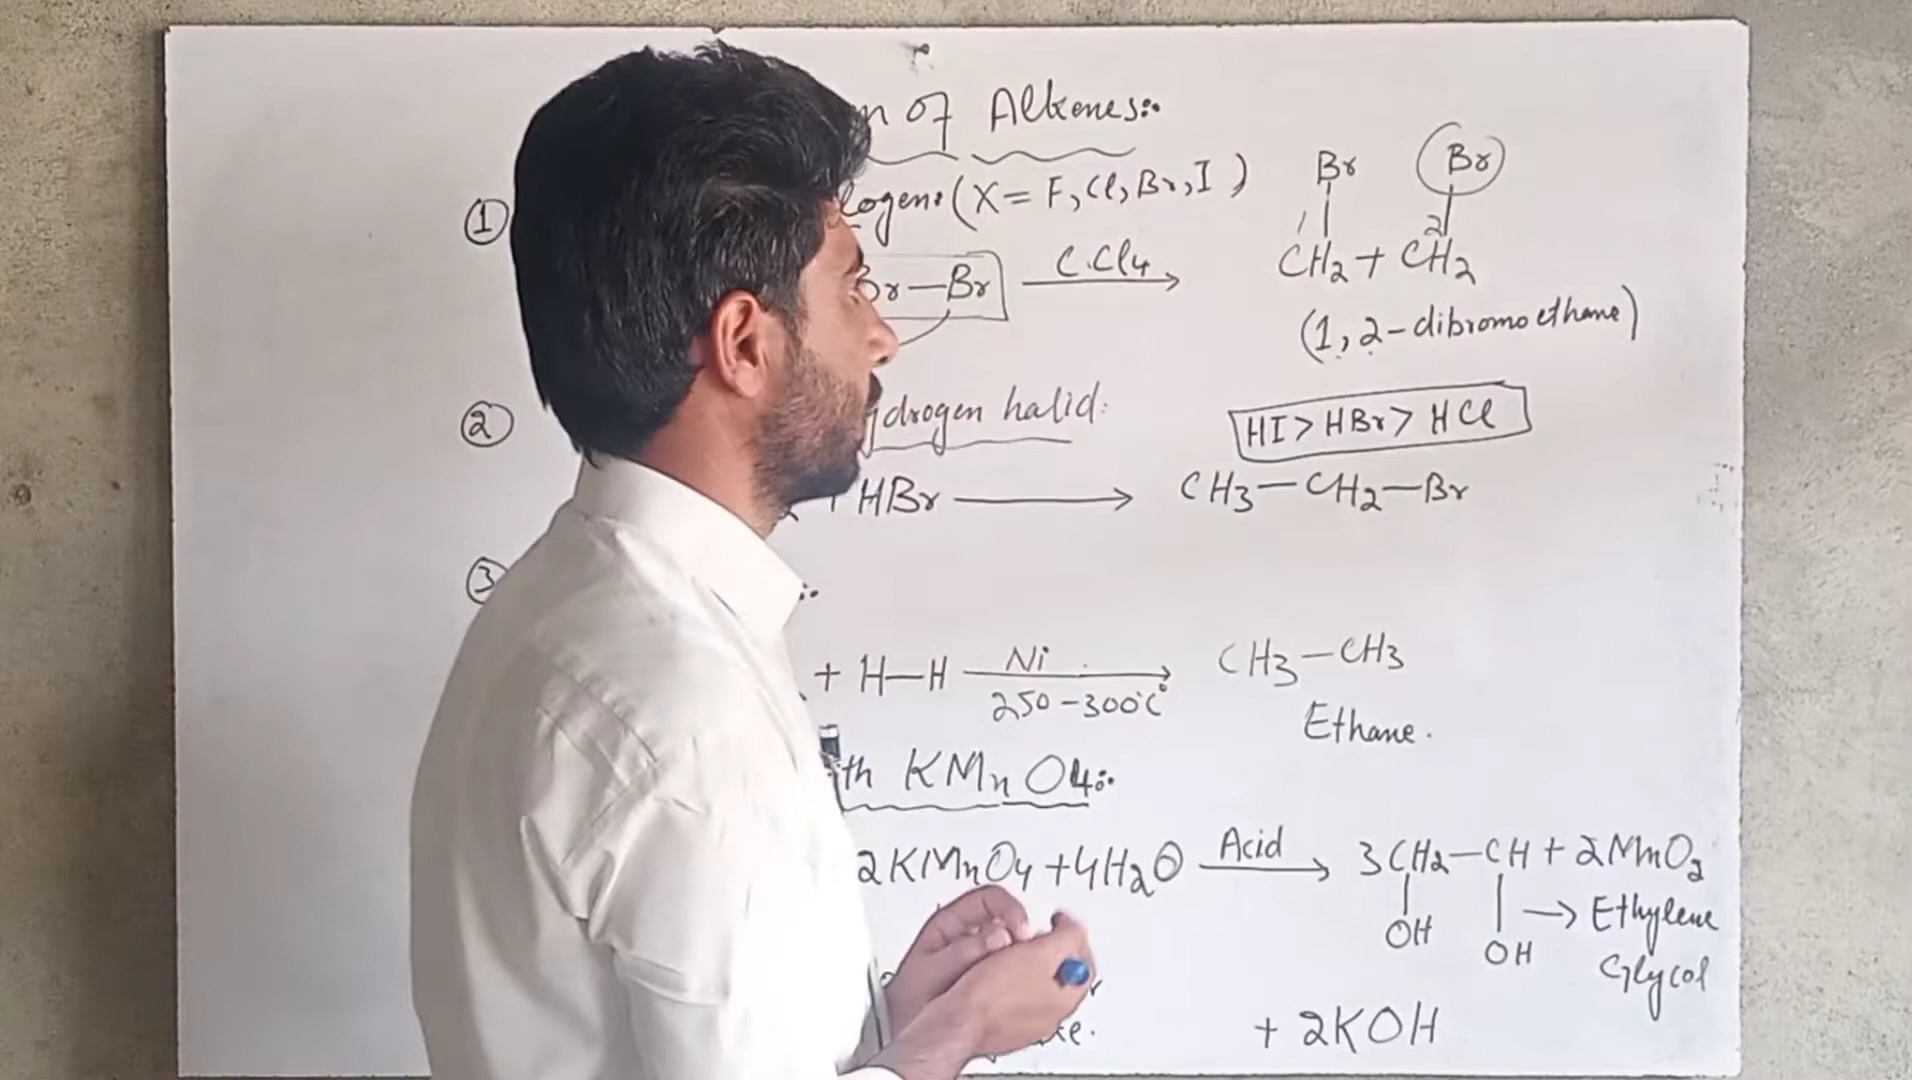 of Alkenes:
① (X = F, Cl, Br, I)
Br Br
1 2
CH2 + CH2
Br—Br C.Cl4
(1, 2-dibromoethane)
② drogen halid:
HI > HBr > HCl
+ HBr CH3—CH2—Br
③
+ H—H Ni 250-300°C CH3—CH3
Ethane.
th KMnO4:
2KMnO4 + 4H2O Acid 3CH2—CH + 2MnO2
OH OH → Ethylene
Glycol
+ 2KOH